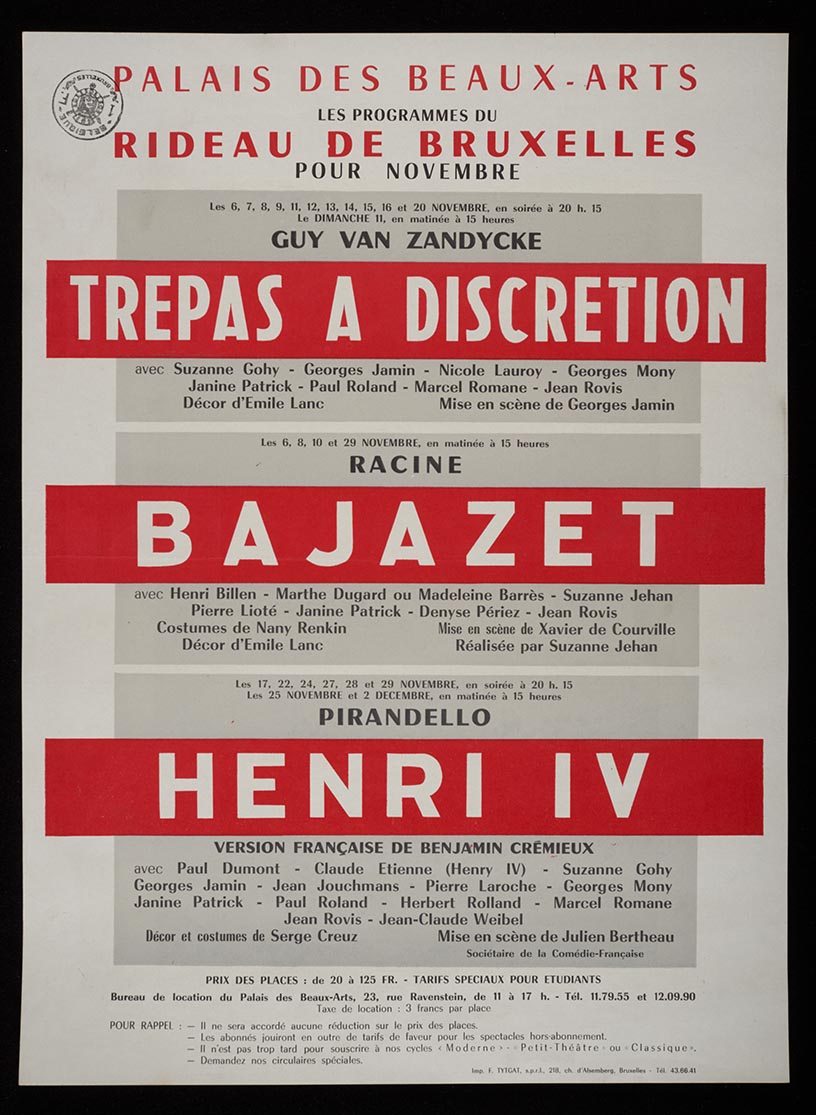 PALAIS DES BEAUX-ARTS
LES PROGRAMMES DU
RIDEAU DE BRUXELLES
POUR NOVEMBRE
Les 6, 7, 8, 9, 11, 12, 13, 14, 15, 16 et 20 NOVEMBRE, en soirée à 20 h. 15
Le DIMANCHE 11, en matinée à 15 heures
GUY VAN ZANDYCKE
TREPAS A DISCRETION
avec Suzanne Gohy - Georges Jamin - Nicole Lauroy - Georges Mony
Janine Patrick - Paul Roland - Marcel Romane - Jean Rovis
Décor d'Emile Lanc Mise en scène de Georges Jamin
Les 6, 8, 10 et 29 NOVEMBRE, en matinée à 15 heures
RACINE
BAJAZET
avec Henri Billen - Marthe Dugard ou Madeleine Barrès - Suzanne Jehan
Pierre Lioté - Janine Patrick - Denyse Périez - Jean Rovis
Costumes de Nany Renkin Mise en scène de Xavier de Courville
Décor d'Emile Lanc Réalisée par Suzanne Jehan
Les 17, 22, 24, 27, 28 et 29 NOVEMBRE, en soirée à 20 h. 15
Les 25 NOVEMBRE et 2 DECEMBRE, en matinée à 15 heures
PIRANDELLO
HENRI IV
VERSION FRANÇAISE DE BENJAMIN CRÉMIEUX
avec Paul Dumont - Claude Etienne (Henry IV) - Suzanne Gohy
Georges Jamin - Jean Jouchmans - Pierre Laroche - Georges Mony
Janine Patrick - Paul Roland - Herbert Rolland - Marcel Romane
Jean Rovis - Jean-Claude Weibel
Décor et costumes de Serge Creuz Mise en scène de Julien Bertheau
Sociétaire de la Comédie-Française
PRIX DES PLACES : de 20 à 125 FR. - TARIFS SPECIAUX POUR ETUDIANTS
Bureau de location du Palais des Beaux-Arts, 23, rue Ravenstein, de 11 à 17 h. - Tél. 11.79.55 et 12.09.90
Taxe de location : 3 francs par place
POUR RAPPEL : — Il ne sera accordé aucune réduction sur le prix des places.
— Les abonnés jouiront en outre de tarifs de faveur pour les spectacles hors-abonnement.
— Il n'est pas trop tard pour souscrire à nos cycles « Moderne » - « Petit-Théâtre » ou « Classique ».
— Demandez nos circulaires spéciales.
Imp. F. TYTGAT, s.p.r.l., 218, ch. d'Alsemberg, Bruxelles - Tél. 43.66.41
BELGIQUE